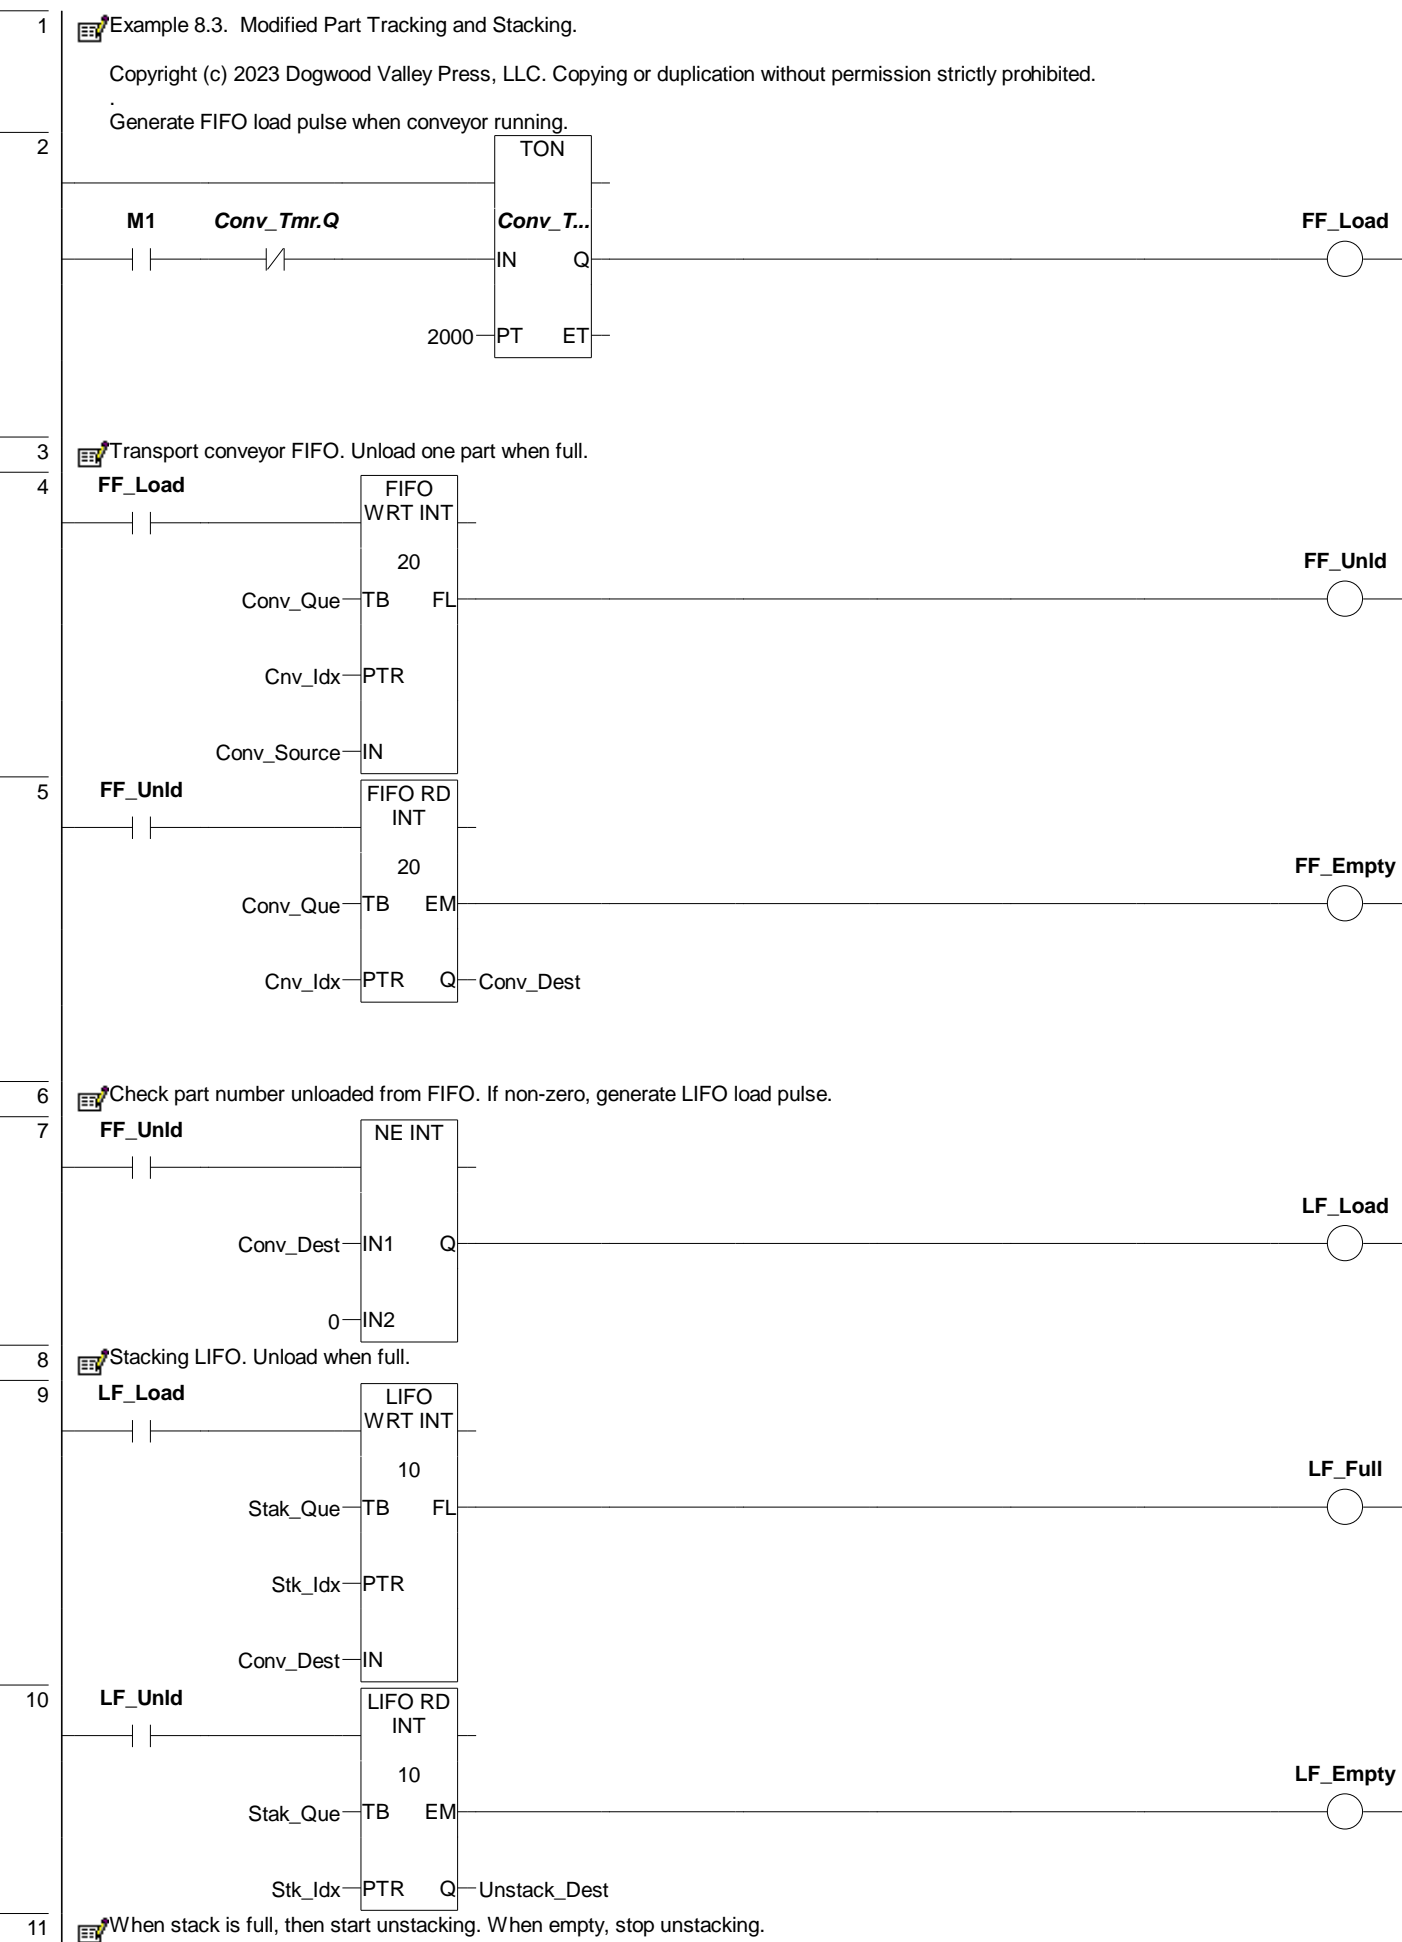 1
Example 8.3. Modified Part Tracking and Stacking.
Copyright (c) 2023 Dogwood Valley Press, LLC. Copying or duplication without permission strictly prohibited.
.
Generate FIFO load pulse when conveyor running.
2
TON
M1 Conv_Tmr.Q Conv_T... FF_Load
IN Q
2000 PT ET
3
Transport conveyor FIFO. Unload one part when full.
4
FF_Load FIFO
WRT INT
20 FF_Unld
Conv_Que TB FL
Cnv_Idx PTR
Conv_Source IN
5
FF_Unld FIFO RD
INT
20 FF_Empty
Conv_Que TB EM
Cnv_Idx PTR Q Conv_Dest
6
Check part number unloaded from FIFO. If non-zero, generate LIFO load pulse.
7
FF_Unld NE INT
LF_Load
Conv_Dest IN1 Q
0 IN2
8
Stacking LIFO. Unload when full.
9
LF_Load LIFO
WRT INT
10 LF_Full
Stak_Que TB FL
Stk_Idx PTR
Conv_Dest IN
10
LF_Unld LIFO RD
INT
10 LF_Empty
Stak_Que TB EM
Stk_Idx PTR Q Unstack_Dest
11
When stack is full, then start unstacking. When empty, stop unstacking.